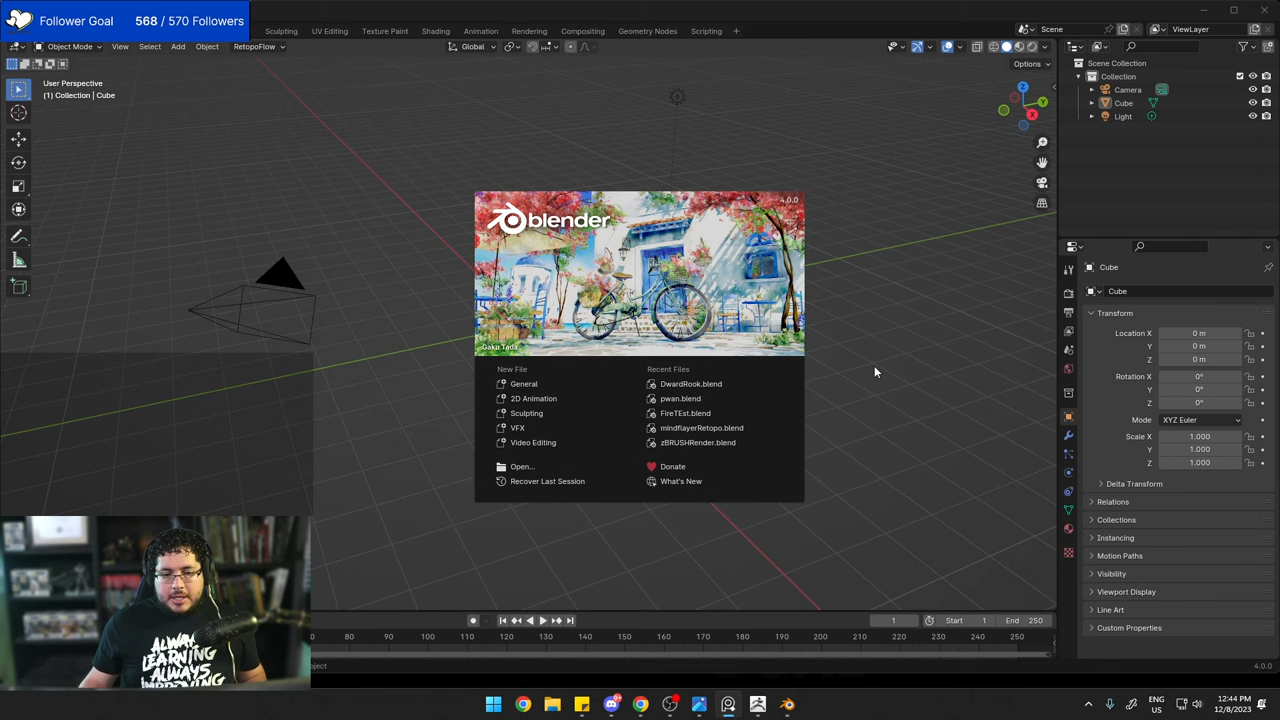 Follower Goal 568 / 570 Followers
Sculpting UV Editing Texture Paint Shading Animation Rendering Compositing Geometry Nodes Scripting +
Scene
ViewLayer
Object Mode View Select Add Object RetopoFlow
Global
Options
User Perspective
(1) Collection | Cube
Z
Y
X
Scene Collection
Collection
Camera
Cube
Light
blender
4.0.0
Gaku Tada
New File
General
2D Animation
Sculpting
VFX
Video Editing
Open...
Recover Last Session
Recent Files
DwardRook.blend
pwan.blend
FireTEst.blend
mindflayerRetopo.blend
zBRUSHRender.blend
Donate
What's New
Cube
Cube
Transform
Location X 0 m
Y 0 m
Z 0 m
Rotation X 0°
Y 0°
Z 0°
Mode XYZ Euler
Scale X 1.000
Y 1.000
Z 1.000
Delta Transform
Relations
Collections
Instancing
Motion Paths
Visibility
Viewport Display
Line Art
Custom Properties
ALWAYS
LEARNING
ALWAYS
IMPROVING
1 Start 1 End 250
80 90 100 110 120 130 140 150 160 170 180 190 200 210 220 230 240 250
4.0.0
ENG
US
12:44 PM
12/8/2023